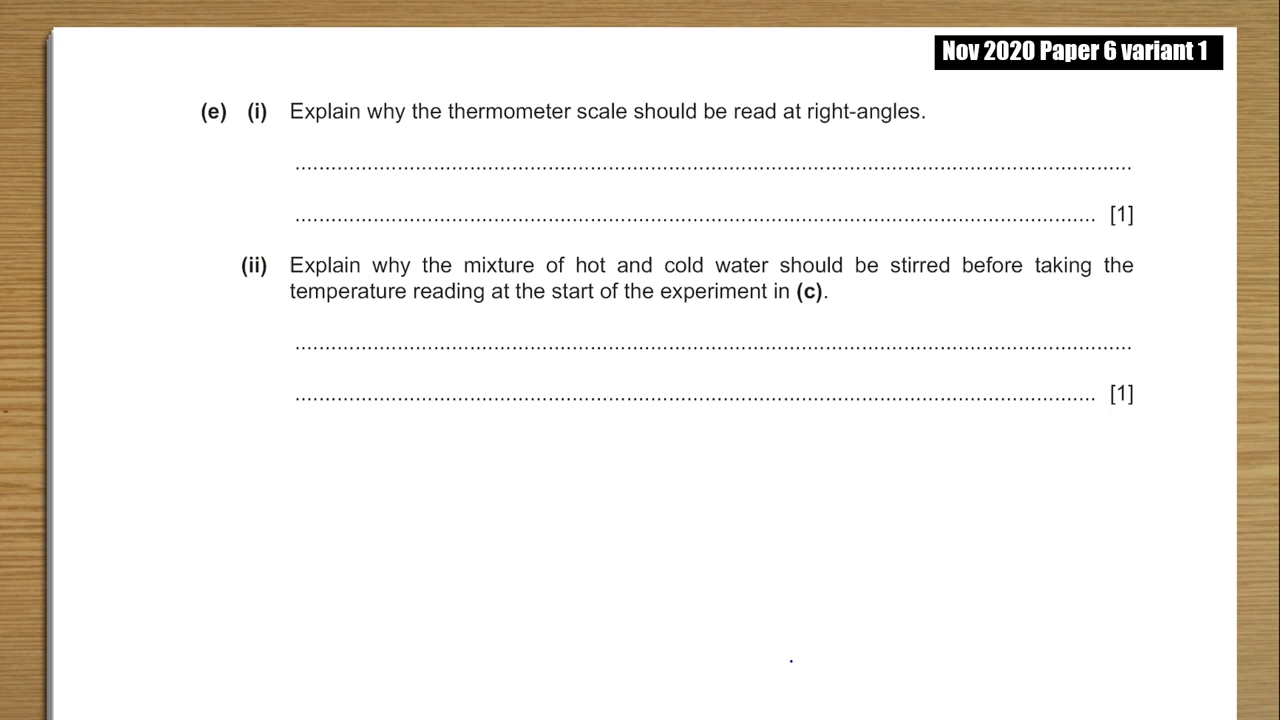 Nov 2020 Paper 6 variant 1
(e) (i) Explain why the thermometer scale should be read at right-angles.
............................................................................................................................................
...................................................................................................................................... [1]
(ii) Explain why the mixture of hot and cold water should be stirred before taking the
temperature reading at the start of the experiment in (c).
............................................................................................................................................
...................................................................................................................................... [1]